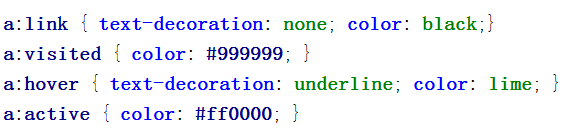 a:link { text-decoration: none; color: black;}
a:visited { color: #999999; }
a:hover { text-decoration: underline; color: lime; }
a:active { color: #ff0000; }